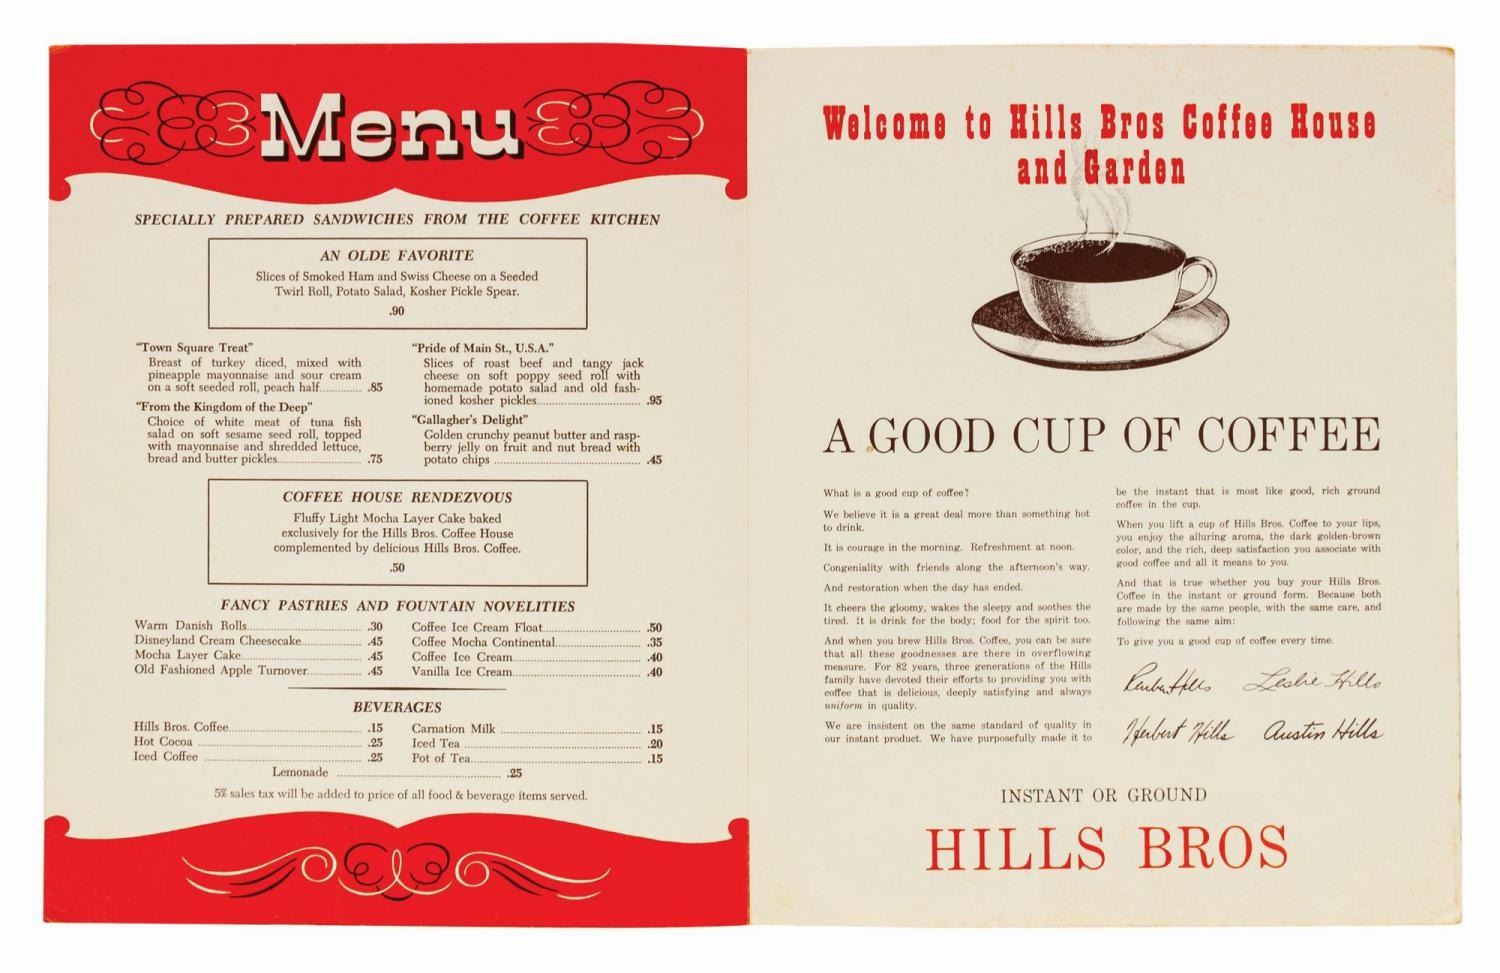 Menu
SPECIALLY PREPARED SANDWICHES FROM THE COFFEE KITCHEN
AN OLDE FAVORITE
Slices of Smoked Ham and Swiss Cheese on a Seeded
Twirl Roll, Potato Salad, Kosher Pickle Spear.
.90
"Town Square Treat"
Breast of turkey diced, mixed with
pineapple mayonnaise and sour cream
on a soft seeded roll, peach half............ .85
"From the Kingdom of the Deep"
Choice of white meat of tuna fish
salad on soft sesame seed roll, topped
with mayonnaise and shredded lettuce,
bread and butter pickles........................ .75
"Pride of Main St., U.S.A."
Slices of roast beef and tangy jack
cheese on soft poppy seed roll with
homemade potato salad and old fash-
ioned kosher pickles............................. .95
"Gallagher's Delight"
Golden crunchy peanut butter and rasp-
berry jelly on fruit and nut bread with
potato chips .......................................... .45
COFFEE HOUSE RENDEZVOUS
Fluffy Light Mocha Layer Cake baked
exclusively for the Hills Bros. Coffee House
complemented by delicious Hills Bros. Coffee.
.50
FANCY PASTRIES AND FOUNTAIN NOVELITIES
Warm Danish Rolls................................ .30
Disneyland Cream Cheesecake................. .45
Mocha Layer Cake.................................. .45
Old Fashioned Apple Turnover............... .45
Coffee Ice Cream Float........................... .50
Coffee Mocha Continental........................ .35
Coffee Ice Cream.................................... .40
Vanilla Ice Cream.................................... .40
BEVERAGES
Hills Bros. Coffee...................................... .15
Hot Cocoa ............................................... .25
Iced Coffee .............................................. .25
Carnation Milk ........................................ .15
Iced Tea .................................................. .20
Pot of Tea................................................ .15
Lemonade ............................................... .25
5% sales tax will be added to price of all food & beverage items served.
Welcome to Hills Bros Coffee House
and Garden
A GOOD CUP OF COFFEE
What is a good cup of coffee?
We believe it is a great deal more than something hot
to drink.
It is courage in the morning. Refreshment at noon.
Congeniality with friends along the afternoon's way.
And restoration when the day has ended.
It cheers the gloomy, wakes the sleepy and soothes the
tired. It is drink for the body; food for the spirit too.
And when you brew Hills Bros. Coffee, you can be sure
that all these goodnesses are there in overflowing
measure. For 82 years, three generations of the Hills
family have devoted their efforts to providing you with
coffee that is delicious, deeply satisfying and always
uniform in quality.
We are insistent on the same standard of quality in
our instant product. We have purposefully made it to
be the instant that is most like good, rich ground
coffee in the cup.
When you lift a cup of Hills Bros. Coffee to your lips,
you enjoy the alluring aroma, the dark golden-brown
color, and the rich, deep satisfaction you associate with
good coffee and all it means to you.
And that is true whether you buy your Hills Bros.
Coffee in the instant or ground form. Because both
are made by the same people, with the same care, and
following the same aim:
To give you a good cup of coffee every time.
Reuben Hills Leslie Hills
Herbert Hills Austin Hills
INSTANT OR GROUND
HILLS BROS